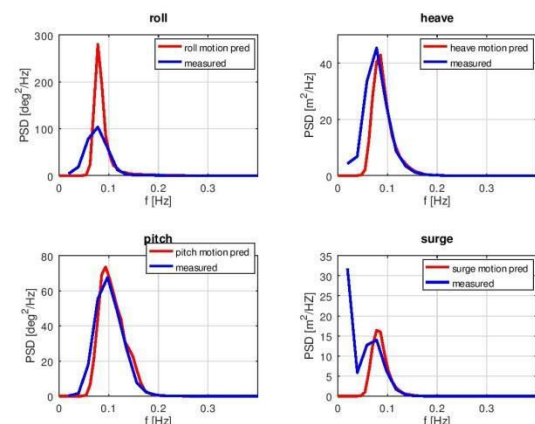 roll
PSD [deg²/Hz]
300
200
100
0
roll motion pred
measured
0 0.1 0.2 0.3
f [Hz]
heave
PSD [m²/Hz]
40
20
0
heave motion pred
measured
0 0.1 0.2 0.3
f [Hz]
pitch
PSD [deg²/Hz]
80
60
40
20
0
pitch motion pred
measured
0 0.1 0.2 0.3
f [Hz]
surge
PSD [m²/HZ]
35
30
25
20
15
10
5
0
surge motion pred
measured
0 0.1 0.2 0.3
f [Hz]